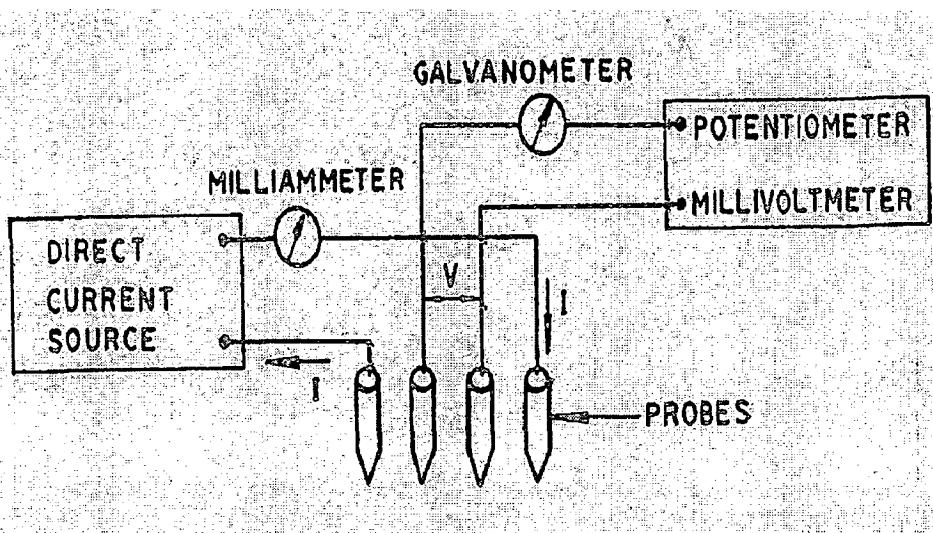 GALVANOMETER
POTENTIOMETER
MILLIAMMETER
MILLIVOLTMETER
DIRECT
CURRENT
SOURCE
V
I
I
PROBES